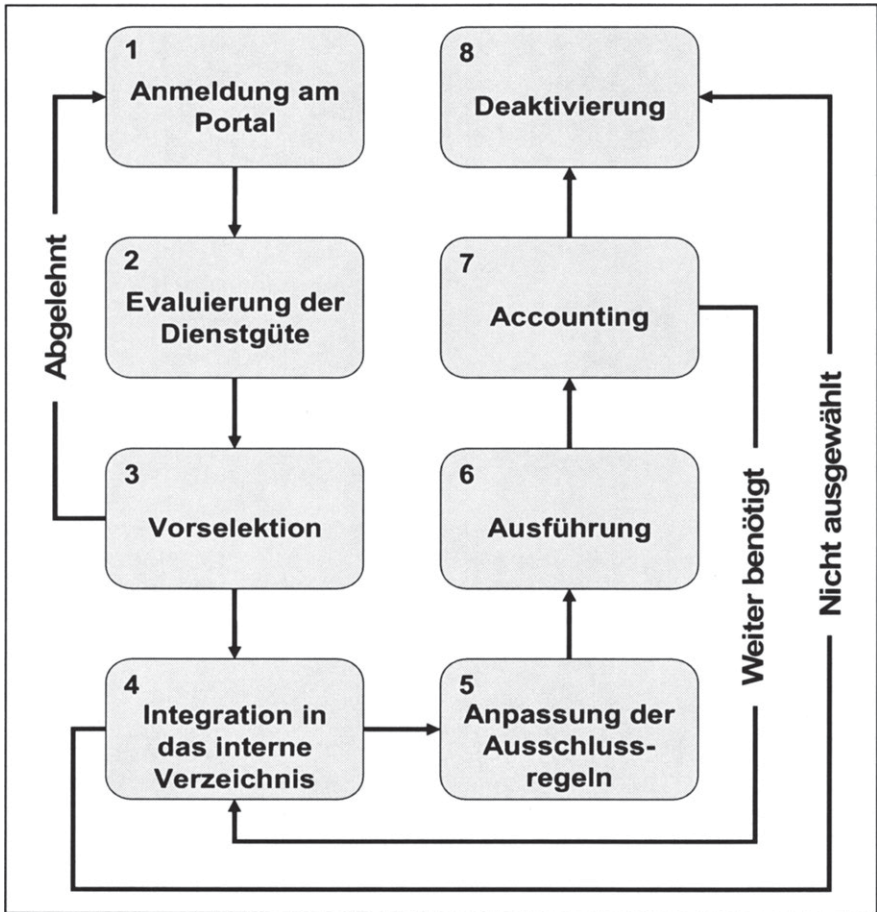 1
Anmeldung am
Portal
2
Evaluierung der
Dienstgüte
3
Vorselektion
4
Integration in
das interne
Verzeichnis
5
Anpassung der
Ausschluss-
regeln
6
Ausführung
7
Accounting
8
Deaktivierung
Abgelehnt
Weiter benötigt
Nicht ausgewählt